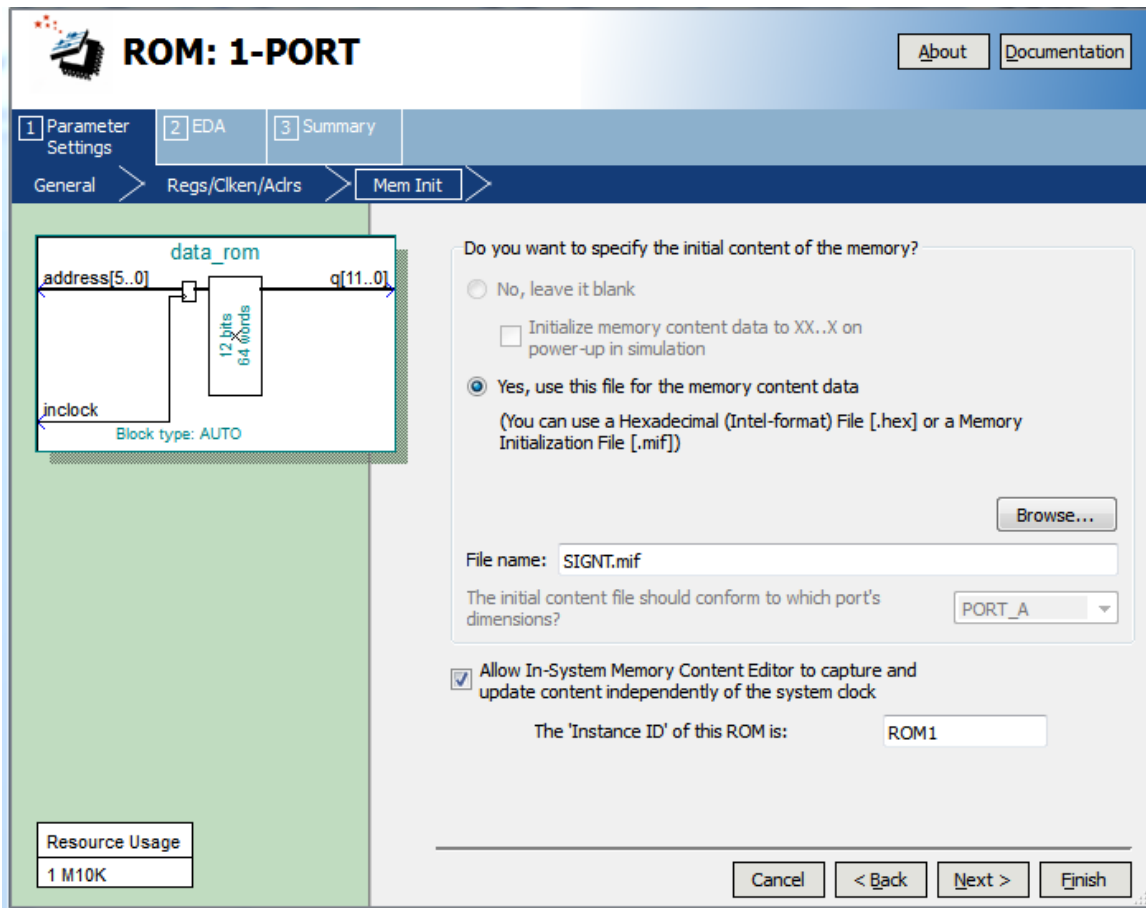 ROM: 1-PORT
About
Documentation
1 Parameter
Settings
2 EDA
3 Summary
General
Regs/Clken/Aclrs
Mem Init
data_rom
address[5..0]
q[11..0]
12 bits
64 words
inclock
Block type: AUTO
Do you want to specify the initial content of the memory?
No, leave it blank
Initialize memory content data to XX..X on
power-up in simulation
Yes, use this file for the memory content data
(You can use a Hexadecimal (Intel-format) File [.hex] or a Memory
Initialization File [.mif])
Browse...
File name: SIGNT.mif
The initial content file should conform to which port's
dimensions?
PORT_A
Allow In-System Memory Content Editor to capture and
update content independently of the system clock
The 'Instance ID' of this ROM is: ROM1
Resource Usage
1 M10K
Cancel
< Back
Next >
Finish